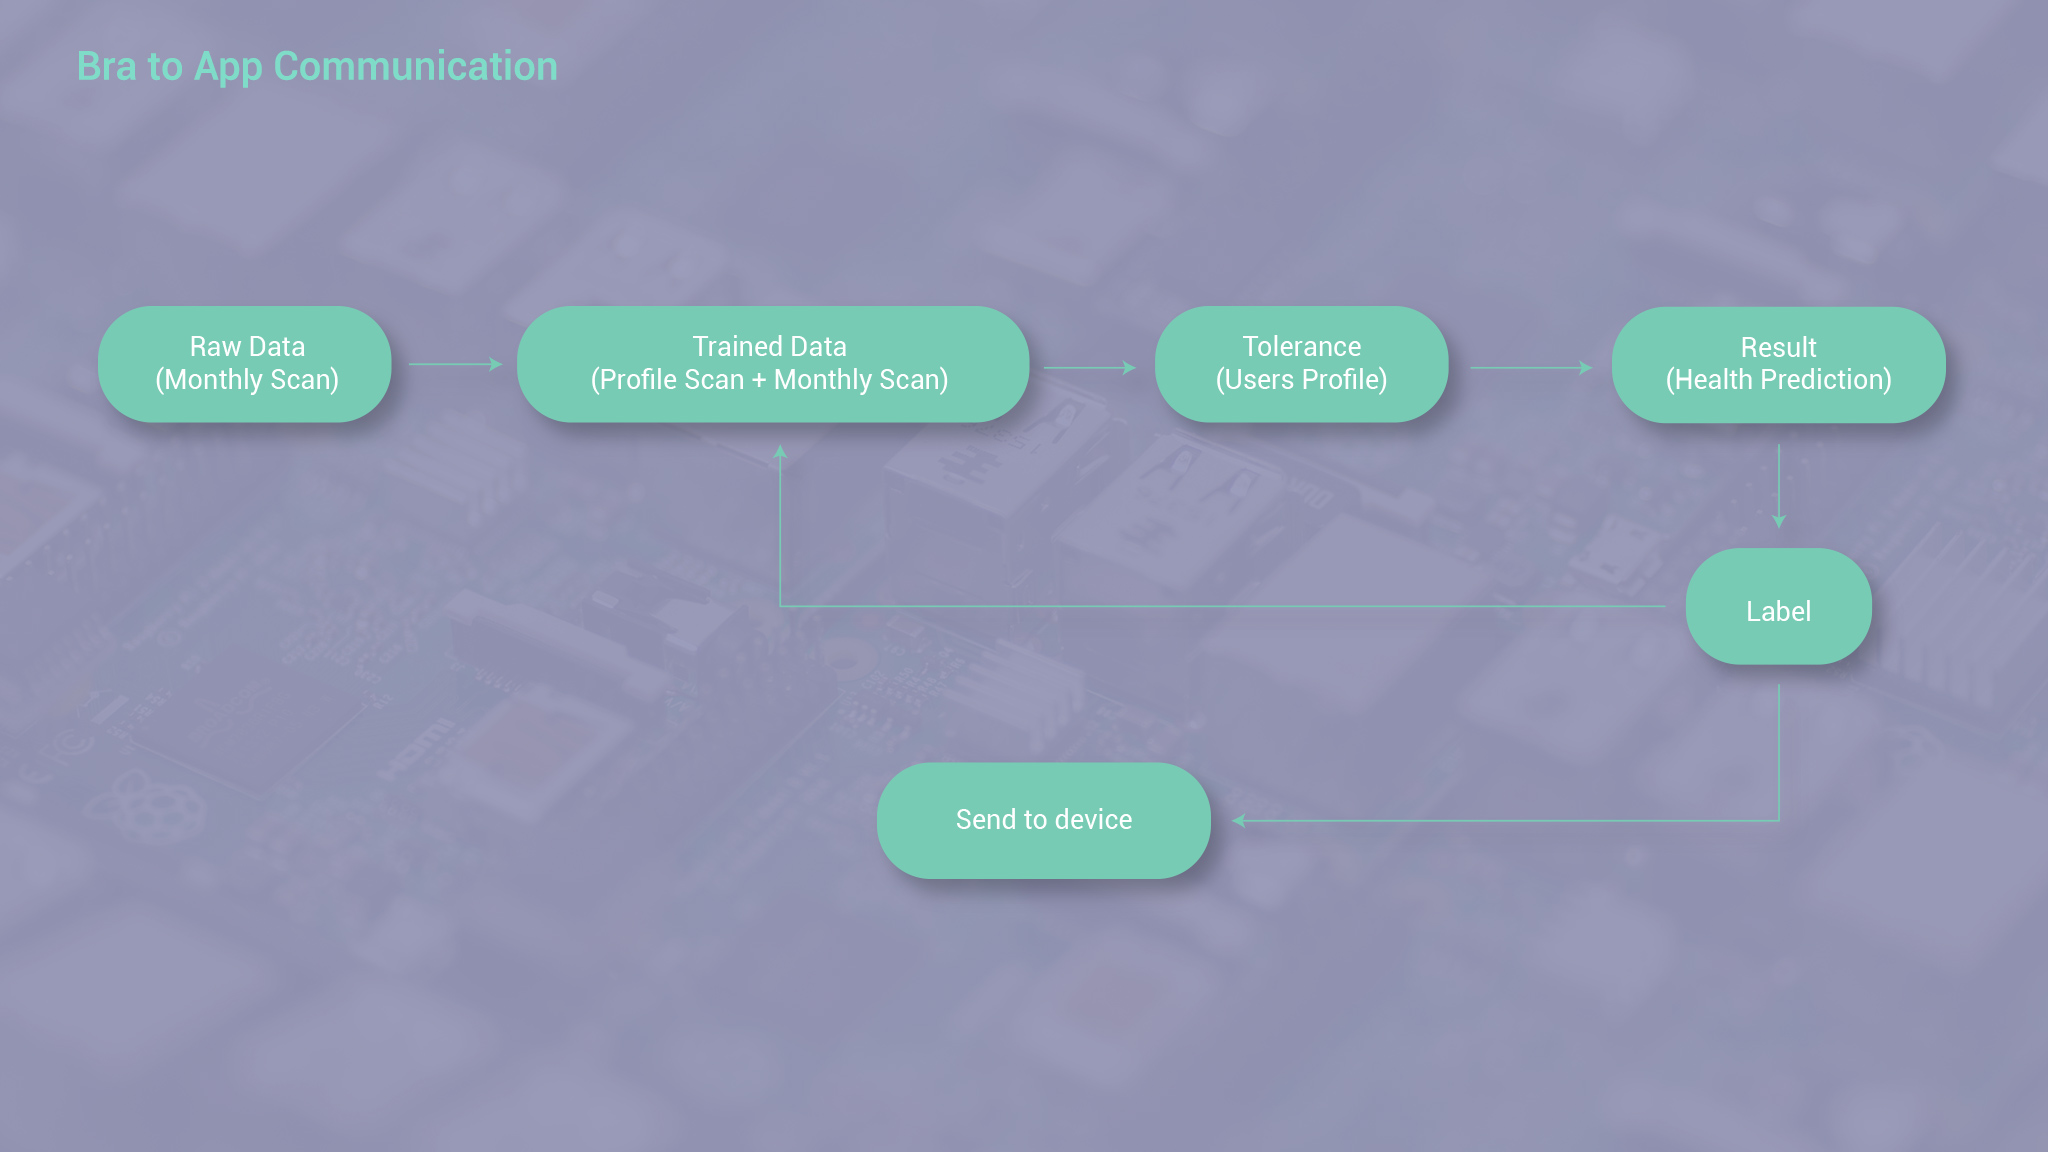 Bra to App Communication
Raw Data
(Monthly Scan)
Trained Data
(Profile Scan + Monthly Scan)
Tolerance
(Users Profile)
Result
(Health Prediction)
Label
Send to device